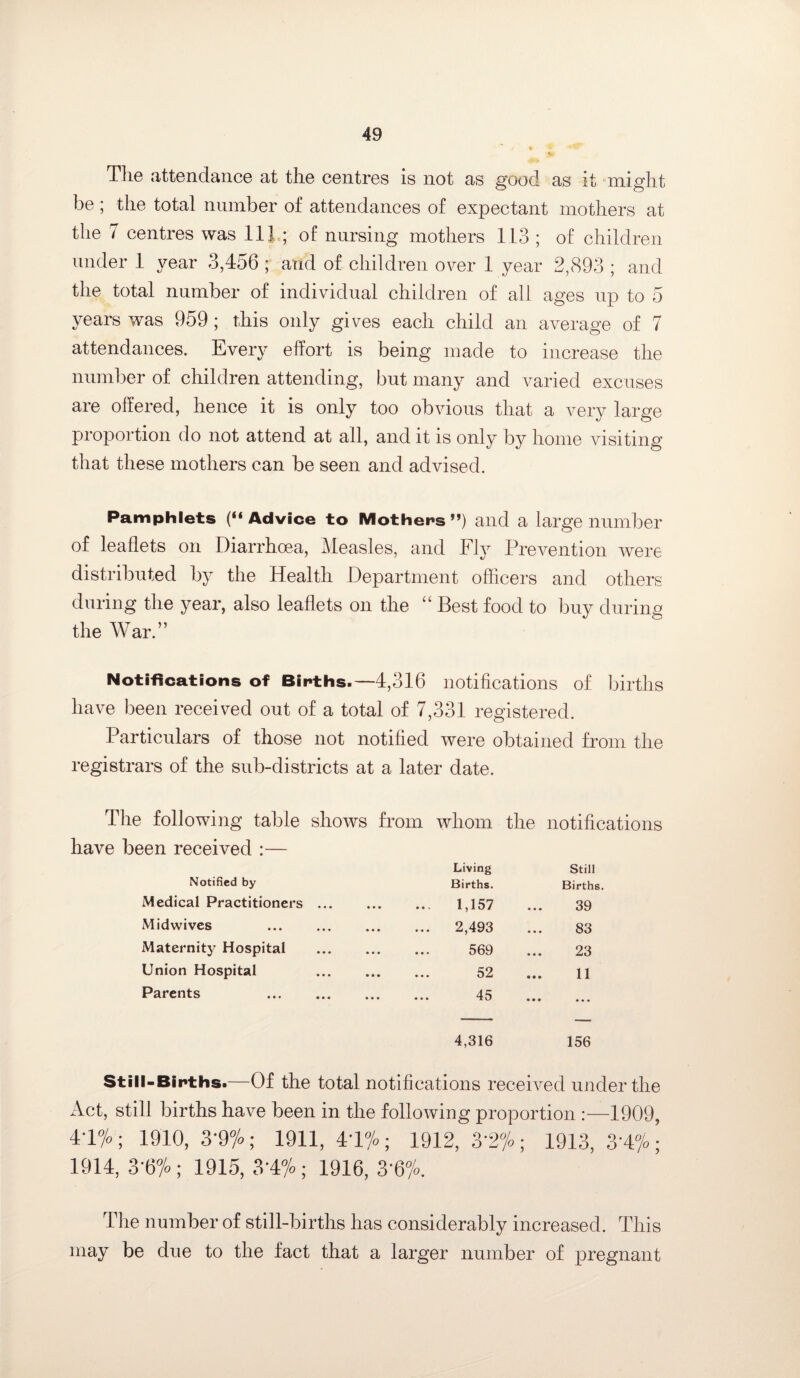 49
The attendance at the centres is not as good as it might
be ; the total number of attendances of expectant mothers at
the 7 centres was 111 ; of nursing mothers 113 ; of children
under 1 year 3,456 ; and of children over 1 year 2,893 ; and
the total number of individual children of all ages up to 5
years was 959 ; this only gives each child an average of 7
attendances. Every effort is being made to increase the
number of children attending, but many and varied excuses
are offered, hence it is only too obvious that a very large
proportion do not attend at all, and it is only by home visiting
that these mothers can be seen and advised.
Pamphlets (“Advice to Mothers”) and a large number
of leaflets on Diarrhœa, Measles, and Fly Prevention were
distributed by the Health Department officers and others
during the year, also leaflets on the “ Best food to buy during
the War.”
Notifications of Births.—4,316 notifications of births
have been received out of a total of 7,331 registered.
Particulars of those not notified were obtained from the
registrars of the sub-districts at a later date.
The following table shows from whom the notifications
have been received :—
Living Still
Notified by Births. Births.
Medical Practitioners ... ... ... 1,157 ... 39
Midwives ... ... ... ... 2,493 ... 83
Maternity Hospital ... ... ... 569 ... 23
Union Hospital ... ... ... 52 ... 11
Parents ... ... ... ... 45 ... ...
4,316 156
Still-Births.—Of the total notifications received under the
Act, still births have been in the following proportion :—1909,
4·1%; 1910, 3·9%; 1911, 4·1%; 1912, 3·2%; 1913, 3·4%;
1914, 3·6%; 1915, 3·4%; 1916, 3·6%.
The number of still-births has considerably increased. This
may be due to the fact that a larger number of pregnant